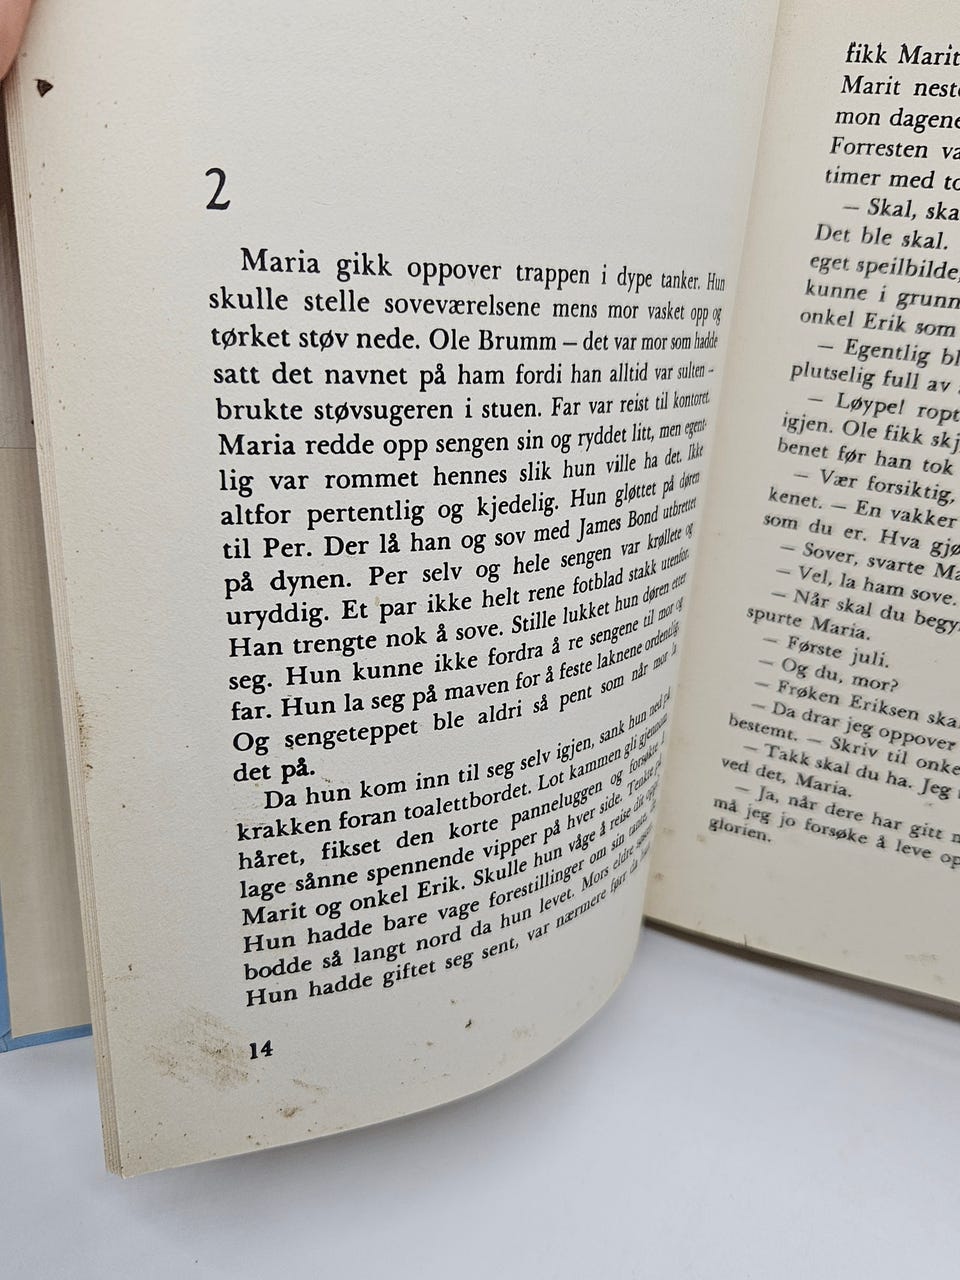 2
Maria gikk oppover trappen i dype tanker. Hun
skulle stelle soveværelsene mens mor vasket opp og
tørket støv nede. Ole Brumm – det var mor som hadde
satt det navnet på ham fordi han alltid var sulten –
brukte støvsugeren i stuen. Far var reist til kontoret.
Maria redde opp sengen sin og ryddet litt, men egent-
lig var rommet hennes slik hun ville ha det. Ikke
altfor pertentlig og kjedelig. Hun gløttet på døren
til Per. Der lå han og sov med James Bond utbrettet
på dynen. Per selv og hele sengen var krøllete og
uryddig. Et par ikke helt rene fotblad stakk utenfor.
Han trengte nok å sove. Stille lukket hun døren etter
seg. Hun kunne ikke fordra å re sengene til mor og
far. Hun la seg på maven for å feste laknene ordentlig.
Og sengeteppet ble aldri så pent som når mor la
det på.
Da hun kom inn til seg selv igjen, sank hun ned på
krakken foran toalettbordet. Lot kammen gli gjennom
håret, fikset den korte panneluggen og forsøkte å
lage sånne spennende vipper på hver side. Tenkte på
Marit og onkel Erik. Skulle hun våge å reise dit opp?
Hun hadde bare vage forestillinger om sin tante, de
bodde så langt nord da hun levet. Mors eldre søster.
Hun hadde giftet seg sent, var nærmere førr da hun
14
fikk Marit
Marit nest
mon dagene
Forresten va
timer med to
– Skal, ska
Det ble skal.
eget speilbilde,
kunne i grunn
onkel Erik som
– Egentlig bl
plutselig full av
– Løype! ropt
igjen. Ole fikk skj
benet før han tok
– Vær forsiktig,
kenet. – En vakker
som du er. Hva gjø
– Sover, svarte Ma
– Vel, la ham sove.
– Når skal du begy
spurte Maria.
– Første juli.
– Og du, mor?
– Frøken Eriksen ska
– Da drar jeg oppover
bestemt. – Skriv til onke
– Takk skal du ha. Jeg
ved det, Maria.
– Ja, når dere har gitt m
må jeg jo forsøke å leve op
glorien.